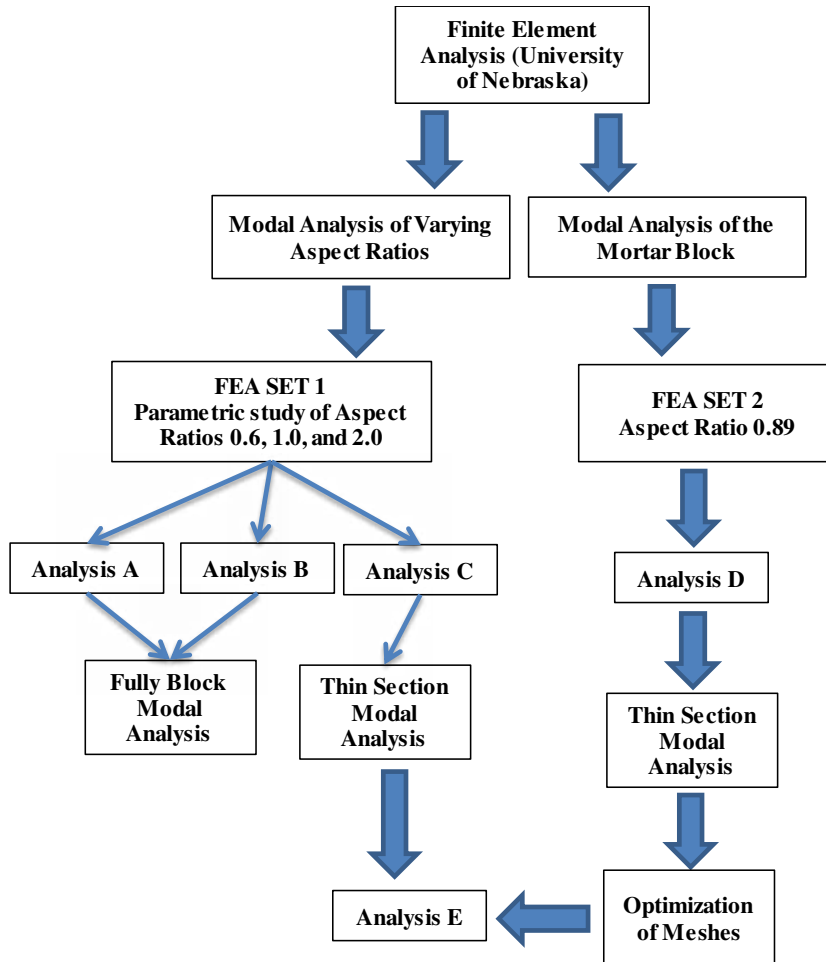 Finite Element
Analysis (University
of Nebraska)
Modal Analysis of Varying
Aspect Ratios
Modal Analysis of the
Mortar Block
FEA SET 1
Parametric study of Aspect
Ratios 0.6, 1.0, and 2.0
FEA SET 2
Aspect Ratio 0.89
Analysis A
Analysis B
Analysis C
Analysis D
Fully Block
Modal
Analysis
Thin Section
Modal
Analysis
Thin Section
Modal
Analysis
Analysis E
Optimization
of Meshes